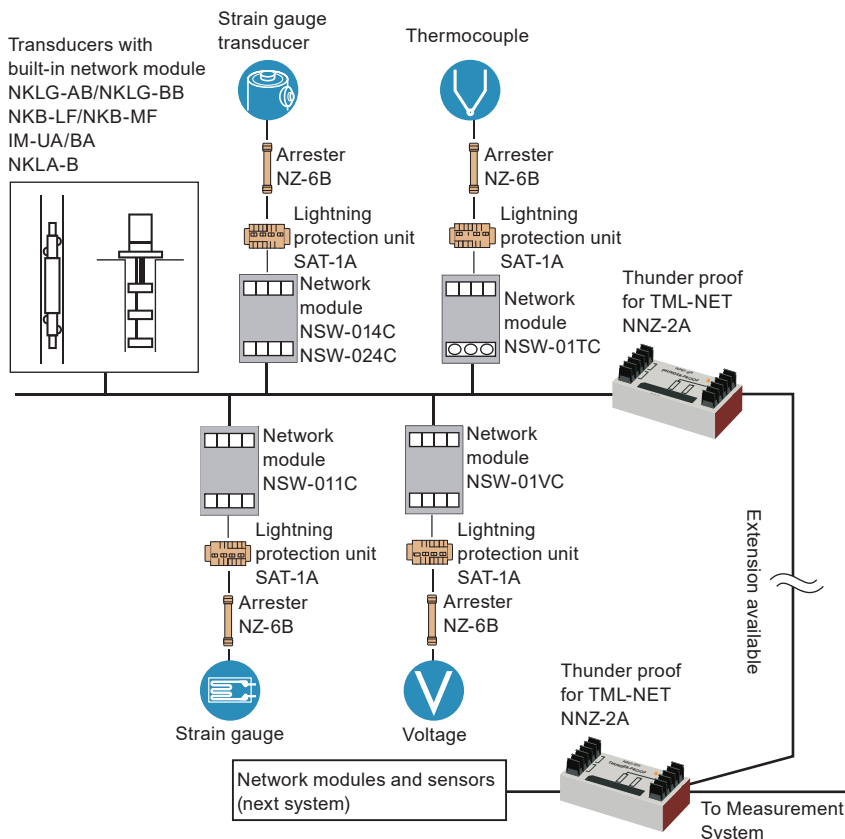 Transducers with
built-in network module
NKLG-AB/NKLG-BB
NKB-LF/NKB-MF
IM-UA/BA
NKLA-B
Strain gauge
transducer
Arrester
NZ-6B
Lightning
protection unit
SAT-1A
Network
module
NSW-014C
NSW-024C
Thermocouple
Arrester
NZ-6B
Lightning
protection unit
SAT-1A
Network
module
NSW-01TC
Thunder proof
for TML-NET
NNZ-2A
Network
module
NSW-011C
Lightning
protection unit
SAT-1A
Arrester
NZ-6B
Strain gauge
Network
module
NSW-01VC
Lightning
protection unit
SAT-1A
Arrester
NZ-6B
V
Voltage
Extension available
Thunder proof
for TML-NET
NNZ-2A
Network modules and sensors
(next system)
To Measurement
System